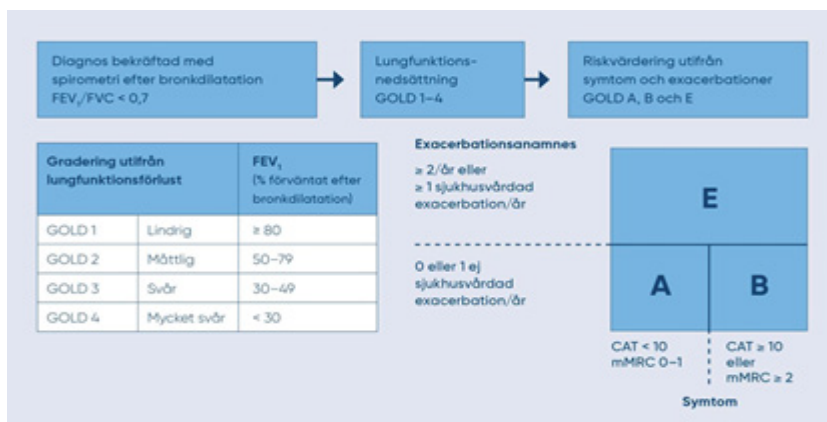 Diagnos bekräftad med
spirometri efter bronkdilatation
FEV₁/FVC < 0,7
Lungfunktions-
nedsättning
GOLD 1–4
Riskvärdering utifrån
symtom och exacerbationer
GOLD A, B och E
Gradering utifrån
lungfunktionsförlust
FEV₁
(% förväntat efter
bronkdilatation)
GOLD 1 Lindrig ≥ 80
GOLD 2 Måttlig 50–79
GOLD 3 Svår 30–49
GOLD 4 Mycket svår < 30
Exacerbationsanamnes
≥ 2/år eller
≥ 1 sjukhusvårdad
exacerbation/år
0 eller 1 ej
sjukhusvårdad
exacerbation/år
E
A B
CAT < 10
mMRC 0–1
CAT ≥ 10
eller
mMRC ≥ 2
Symtom